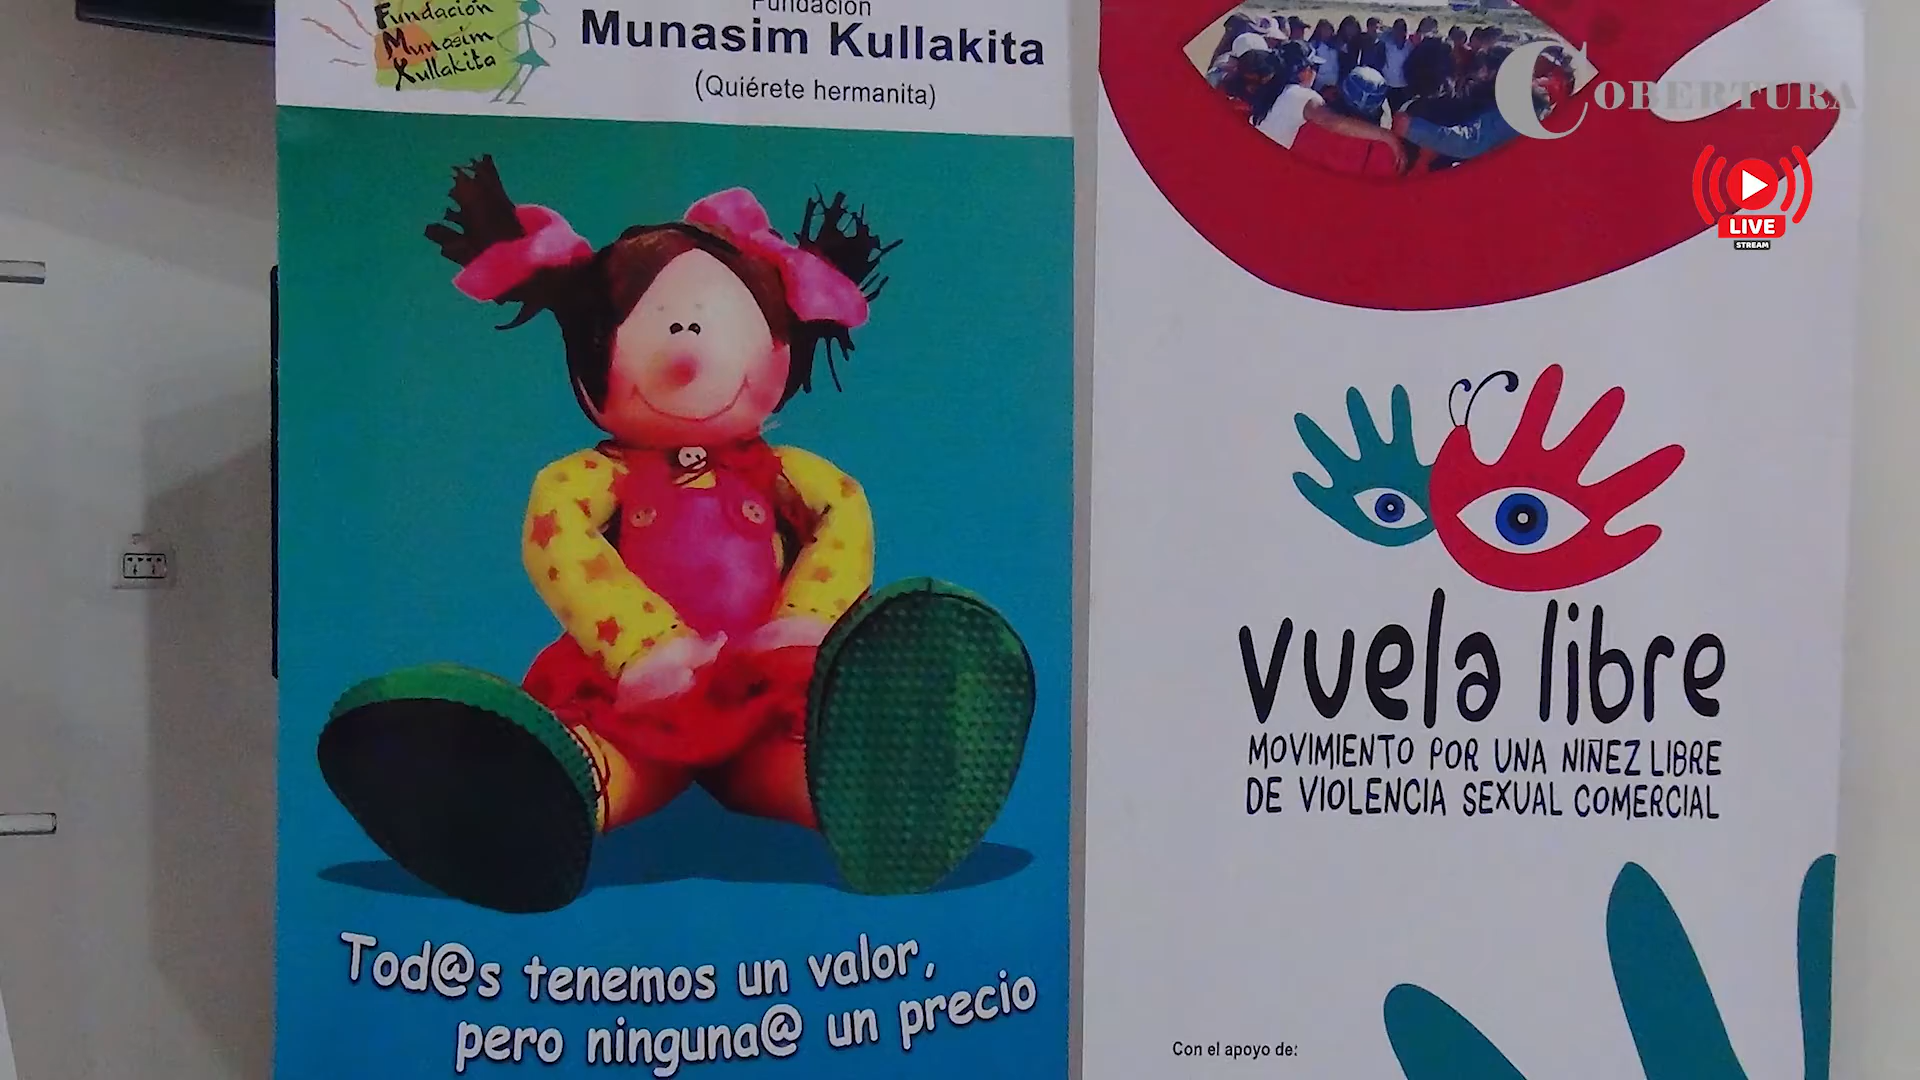 Fundación
Munasim
Kullakita
Fundación
Munasim Kullakita
(Quiérete hermanita)
Tod@s tenemos un valor,
pero ninguna@ un precio
COBERTURA
LIVE
STREAM
vuela libre
MOVIMIENTO POR UNA NIÑEZ LIBRE
DE VIOLENCIA SEXUAL COMERCIAL
Con el apoyo de: